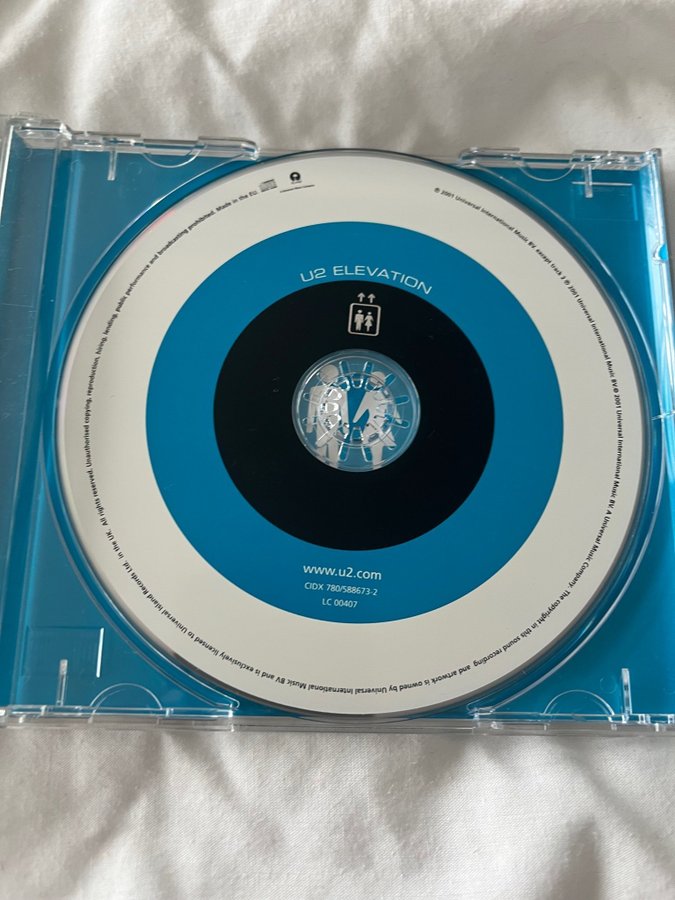 U2 ELEVATION
www.u2.com
CIDX 780/588673-2
LC 00407
℗ 2001 Universal International Music BV. except track 2 ℗ 2001 Universal International Music BV © 2001 Universal International Music BV. A Universal Music Company. The copyright in this sound recording and artwork is owned by Universal International Music BV and is exclusively licensed to Universal Island Records Ltd. in the UK. All rights reserved. Unauthorised copying, reproduction, hiring, lending, public performance and broadcasting prohibited. Made in the EU.